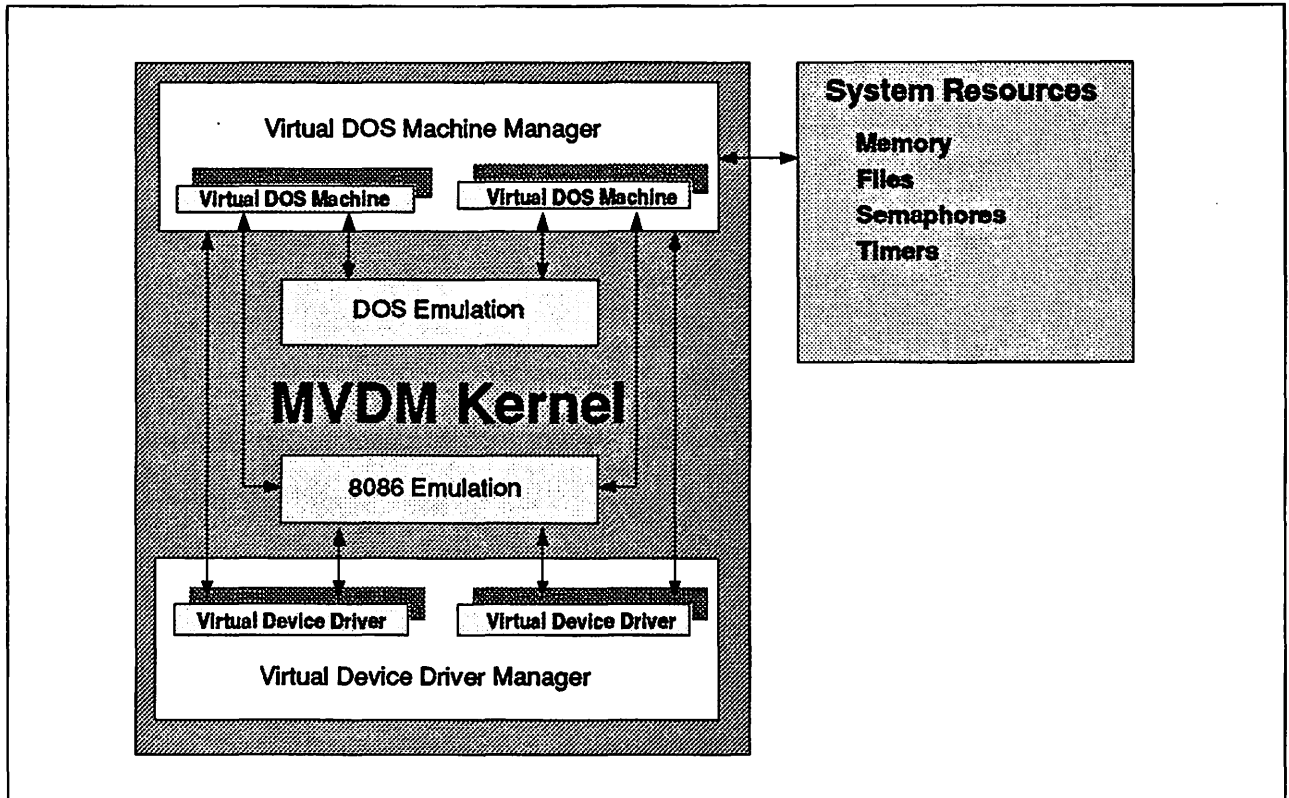 Virtual DOS Machine Manager
Virtual DOS Machine
Virtual DOS Machine
DOS Emulation
MVDM Kernel
8086 Emulation
Virtual Device Driver
Virtual Device Driver
Virtual Device Driver Manager
System Resources
Memory
Files
Semaphores
Timers